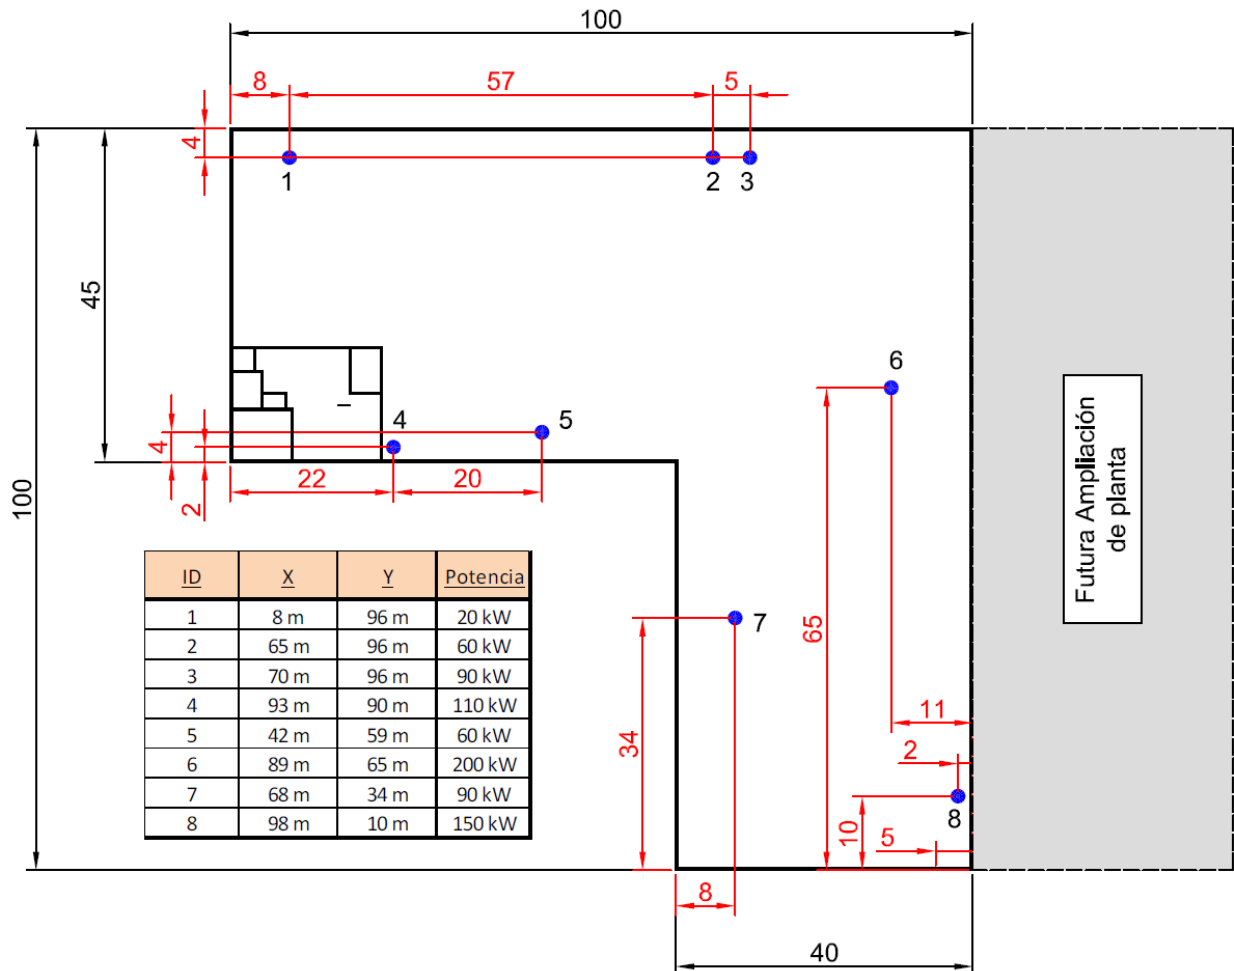 100
8 57 5
4
1 2 3
45
100
6
4 5
4
22 20
2
Futura Ampliación
de planta
ID X Y Potencia
1 8 m 96 m 20 kW
2 65 m 96 m 60 kW
3 70 m 96 m 90 kW
4 93 m 90 m 110 kW
5 42 m 59 m 60 kW
6 89 m 65 m 200 kW
7 68 m 34 m 90 kW
8 98 m 10 m 150 kW
7
65
34
11
2
8
10
5
8
40